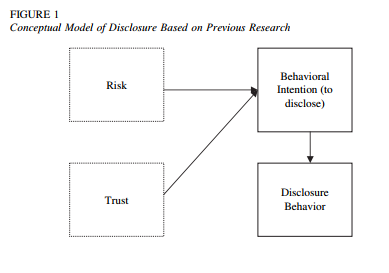 FIGURE 1
Conceptual Model of Disclosure Based on Previous Research
Risk
Behavioral
Intention (to
disclose)
Trust
Disclosure
Behavior